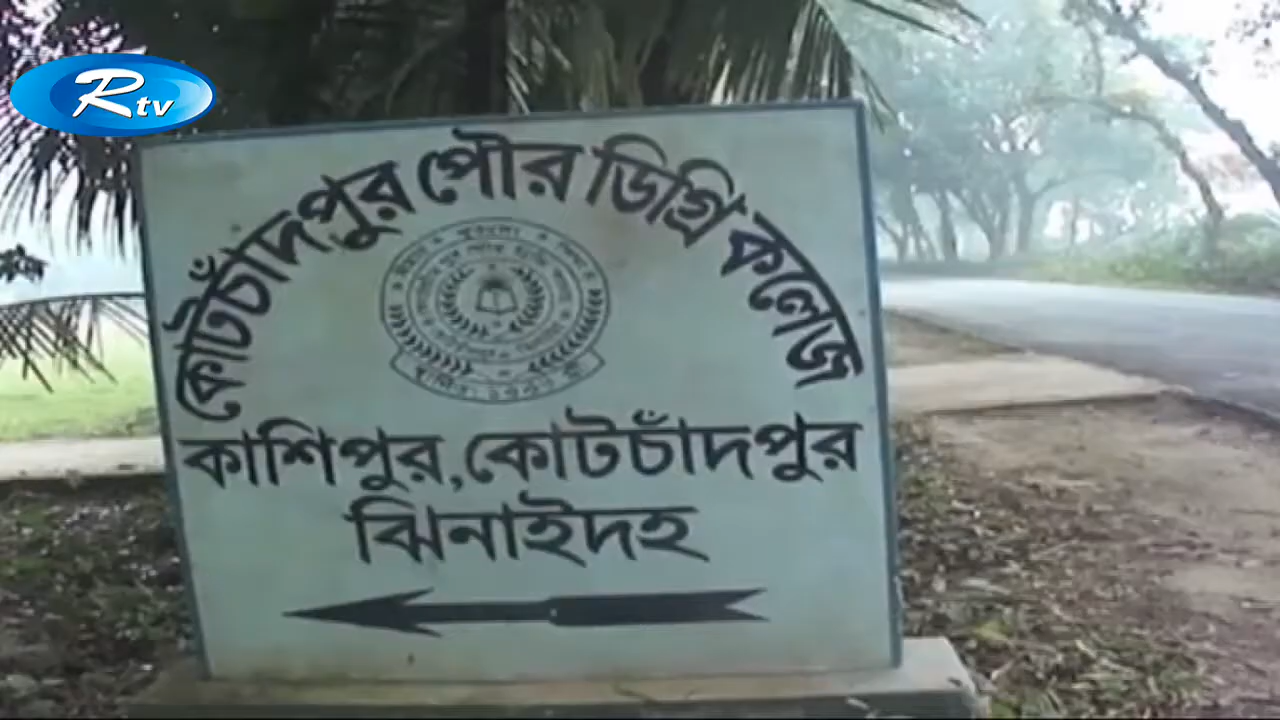 Rtv
কোটচাঁদপুর পৌর ডিগ্রি কলেজ
কাশিপুর,কোটচাঁদপুর
ঝিনাইদহ